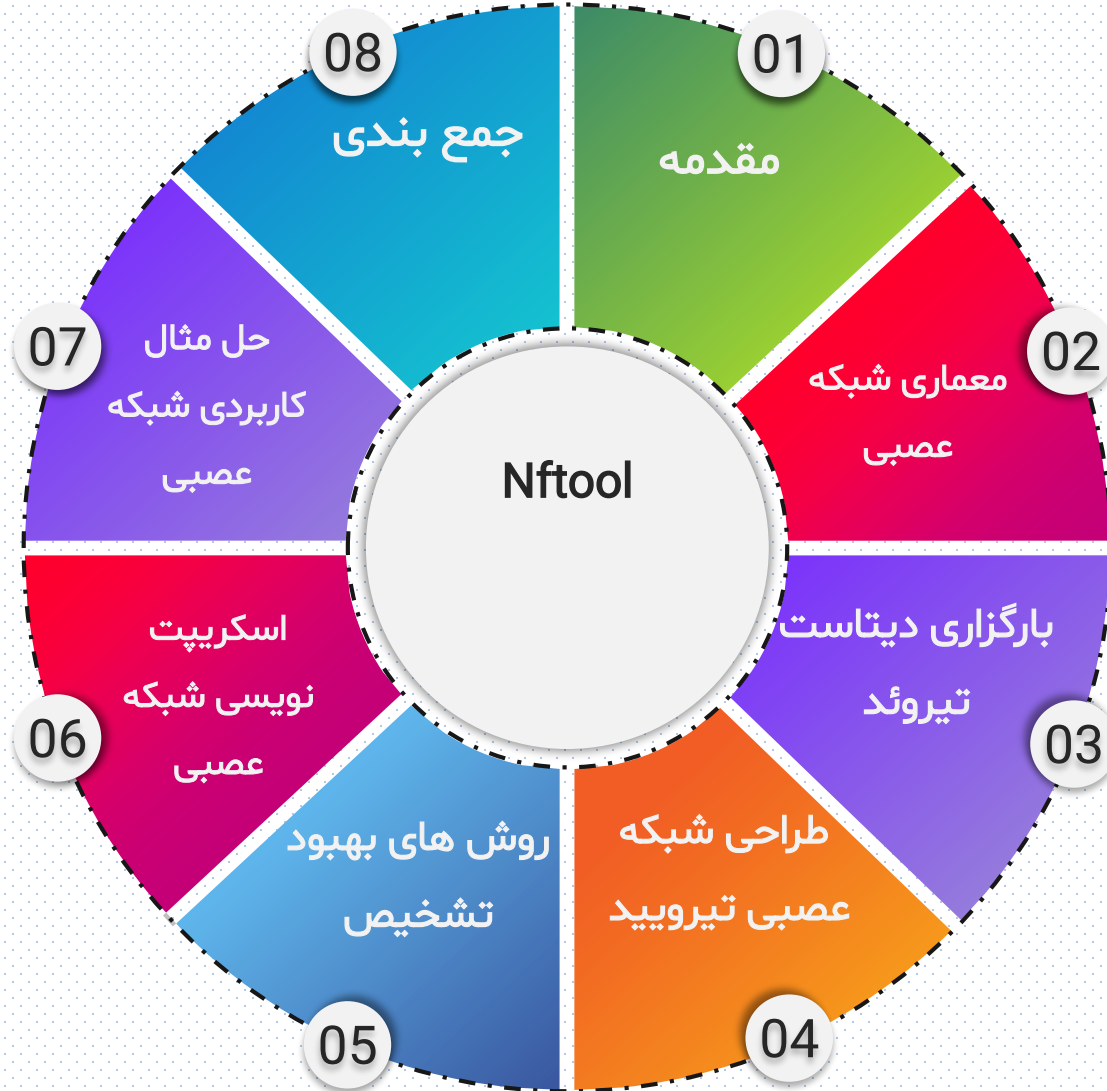 Nftool
01
مقدمه
02
معماری شبکه
عصبی
03
بارگزاری دیتاست
تیروئد
04
طراحی شبکه
عصبی تیرویید
05
روش های بهبود
تشخیص
06
اسکریپت
نویسی شبکه
عصبی
07
حل مثال
کاربردی شبکه
عصبی
08
جمع بندی